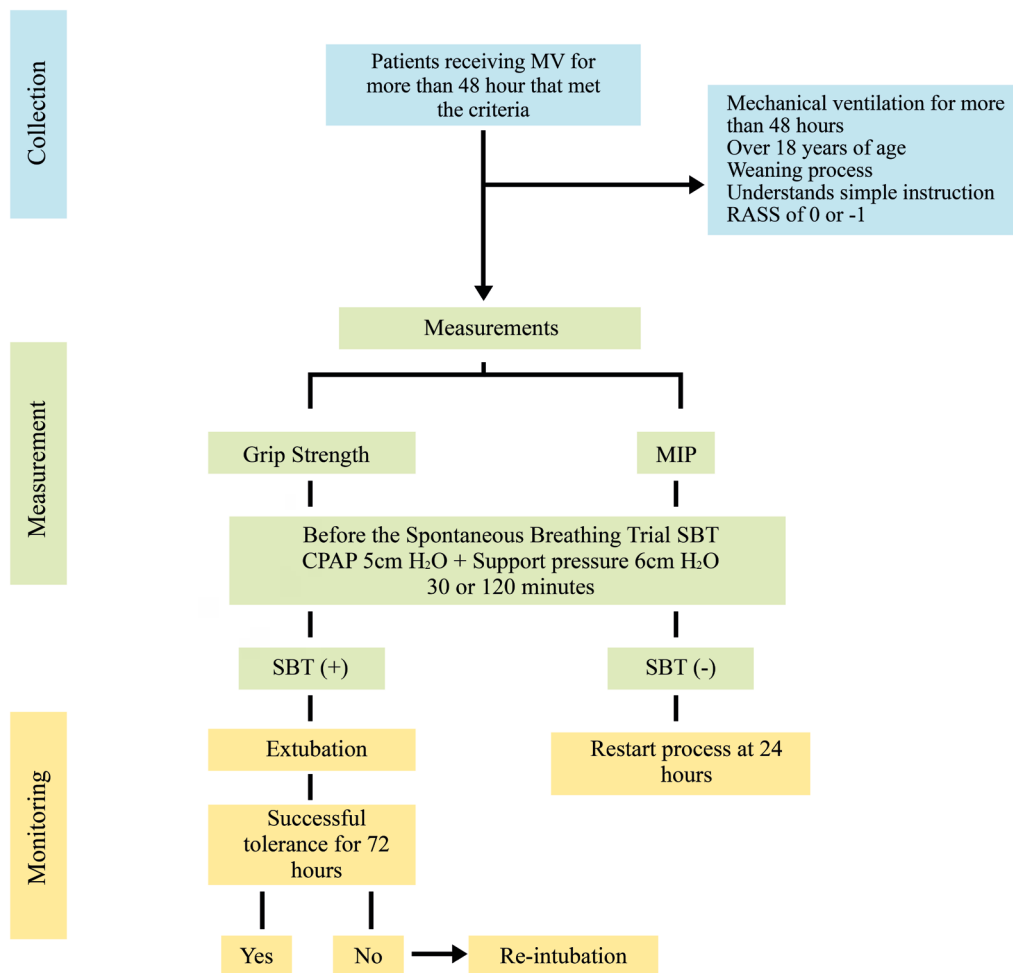 Collection
Patients receiving MV for
more than 48 hour that met
the criteria
Mechanical ventilation for more
than 48 hours
Over 18 years of age
Weaning process
Understands simple instruction
RASS of 0 or -1
Measurement
Measurements
Grip Strength
MIP
Before the Spontaneous Breathing Trial SBT
CPAP 5cm H₂O + Support pressure 6cm H₂O
30 or 120 minutes
SBT (+)
SBT (-)
Monitoring
Extubation
Restart process at 24
hours
Successful
tolerance for 72
hours
Yes
No
Re-intubation